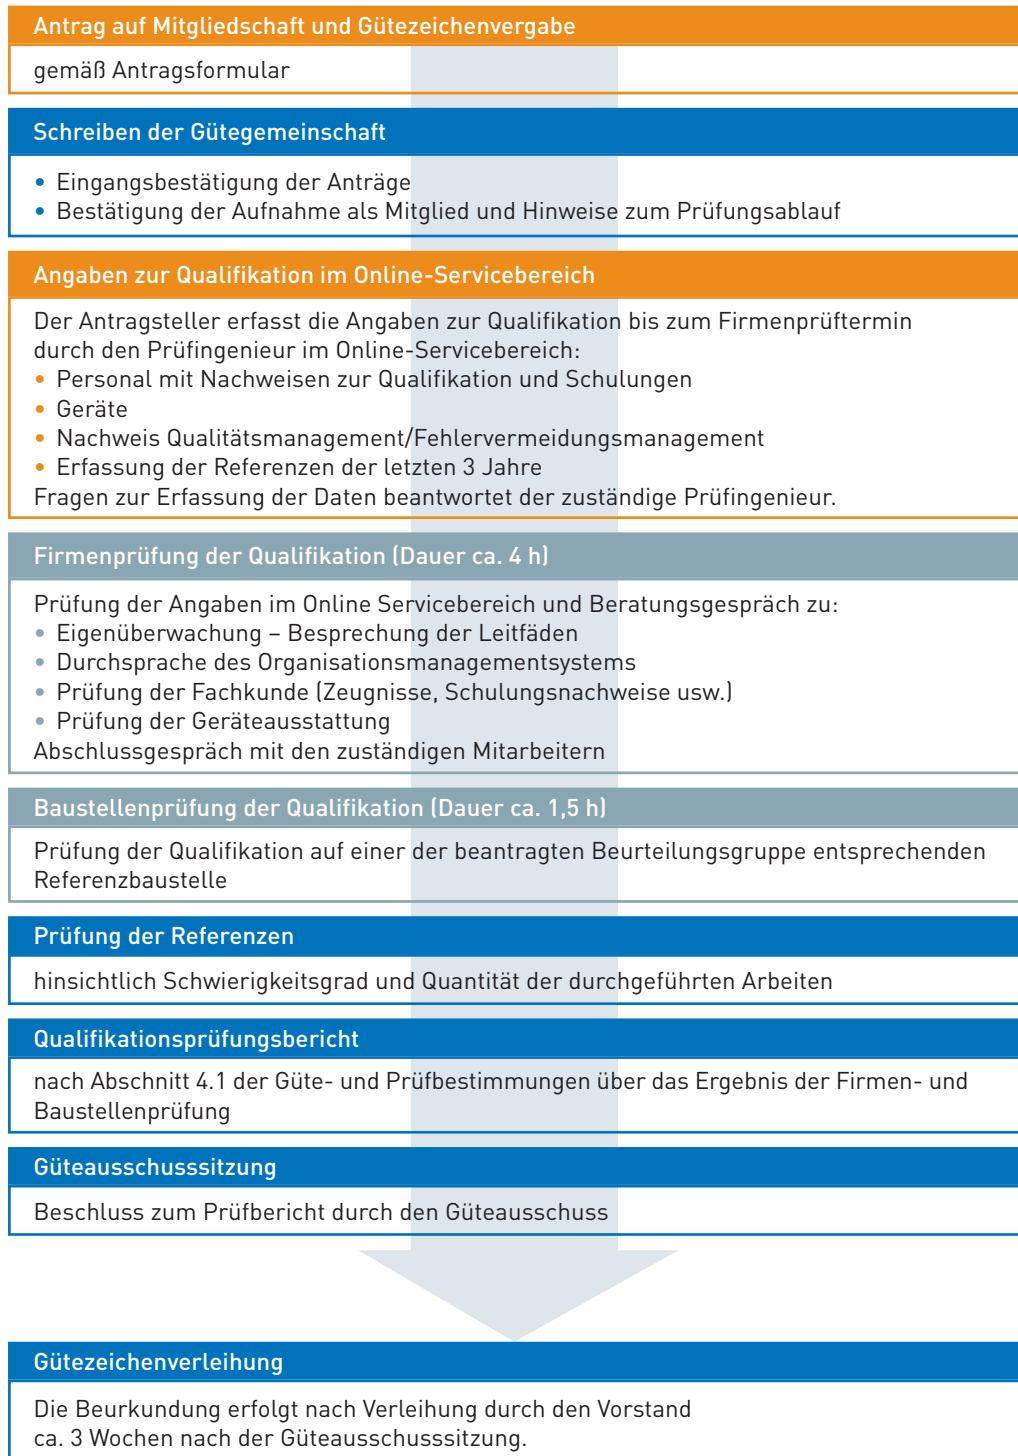 Antrag auf Mitgliedschaft und Gütezeichenvergabe
gemäß Antragsformular
Schreiben der Gütegemeinschaft
• Eingangsbestätigung der Anträge
• Bestätigung der Aufnahme als Mitglied und Hinweise zum Prüfungsablauf
Angaben zur Qualifikation im Online-Servicebereich
Der Antragsteller erfasst die Angaben zur Qualifikation bis zum Firmenprüftermin
durch den Prüfingenieur im Online-Servicebereich:
• Personal mit Nachweisen zur Qualifikation und Schulungen
• Geräte
• Nachweis Qualitätsmanagement/Fehlervermeidungsmanagement
• Erfassung der Referenzen der letzten 3 Jahre
Fragen zur Erfassung der Daten beantwortet der zuständige Prüfingenieur.
Firmenprüfung der Qualifikation (Dauer ca. 4 h)
Prüfung der Angaben im Online Servicebereich und Beratungsgespräch zu:
• Eigenüberwachung – Besprechung der Leitfäden
• Durchsprache des Organisationsmanagementsystems
• Prüfung der Fachkunde (Zeugnisse, Schulungsnachweise usw.)
• Prüfung der Geräteausstattung
Abschlussgespräch mit den zuständigen Mitarbeitern
Baustellenprüfung der Qualifikation (Dauer ca. 1,5 h)
Prüfung der Qualifikation auf einer der beantragten Beurteilungsgruppe entsprechenden
Referenzbaustelle
Prüfung der Referenzen
hinsichtlich Schwierigkeitsgrad und Quantität der durchgeführten Arbeiten
Qualifikationsprüfungsbericht
nach Abschnitt 4.1 der Güte- und Prüfbestimmungen über das Ergebnis der Firmen- und
Baustellenprüfung
Güteausschusssitzung
Beschluss zum Prüfbericht durch den Güteausschuss
Gütezeichenverleihung
Die Beurkundung erfolgt nach Verleihung durch den Vorstand
ca. 3 Wochen nach der Güteausschusssitzung.